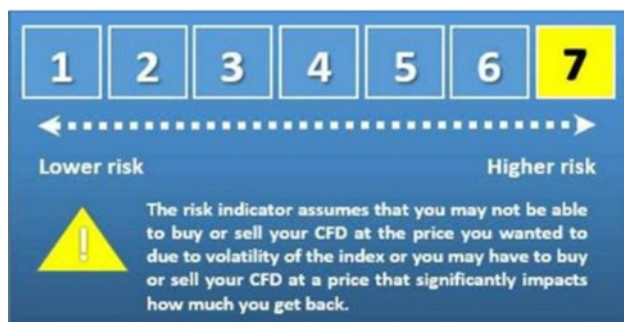 1 2 3 4 5 6 7
Lower risk Higher risk
!
The risk indicator assumes that you may not be able
to buy or sell your CFD at the price you wanted to
due to volatility of the index or you may have to buy
or sell your CFD at a price that significantly impacts
how much you get back.